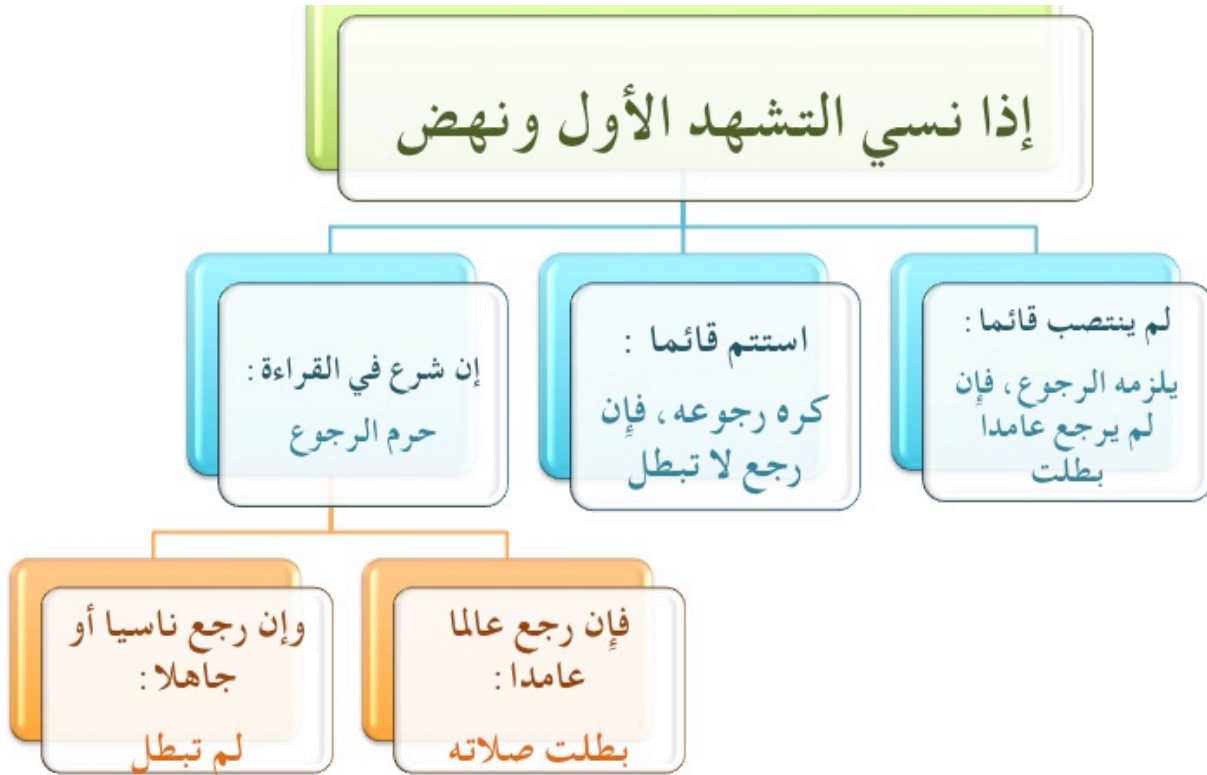 إذا نسي التشهد الأول ونهض
لم ينتصب قائما :
يلزمه الرجوع ، فإن
لم يرجع عامدا
بطلت
استتم قائما :
كره رجوعه ، فإن
رجع لا تبطل
إن شرع في القراءة :
حرم الرجوع
فإن رجع عالما
عامدا :
بطلت صلاته
وإن رجع ناسيا أو
جاهلا :
لم تبطل